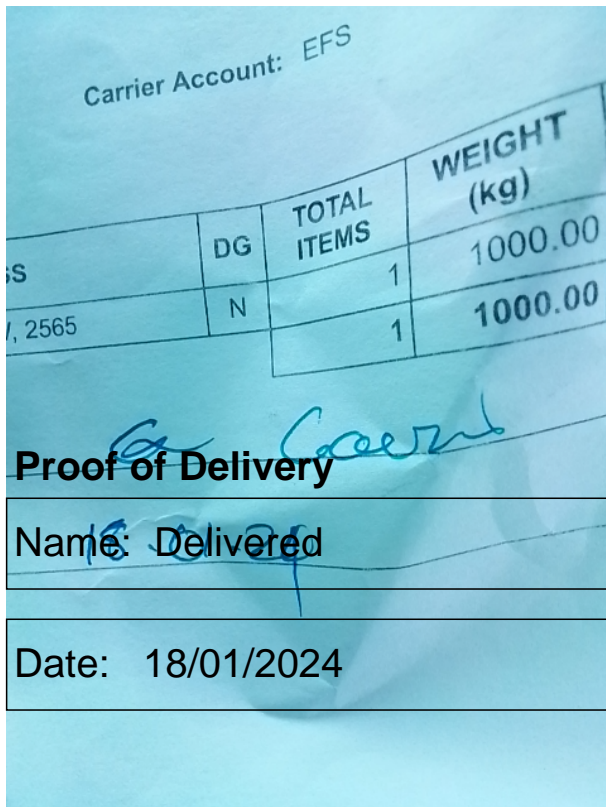 Carrier Account: EFS
DG TOTAL ITEMS WEIGHT (kg)
N 1 1000.00
, 2565
1 1000.00
Proof of Delivery
Name: Delivered
Date: 18/01/2024